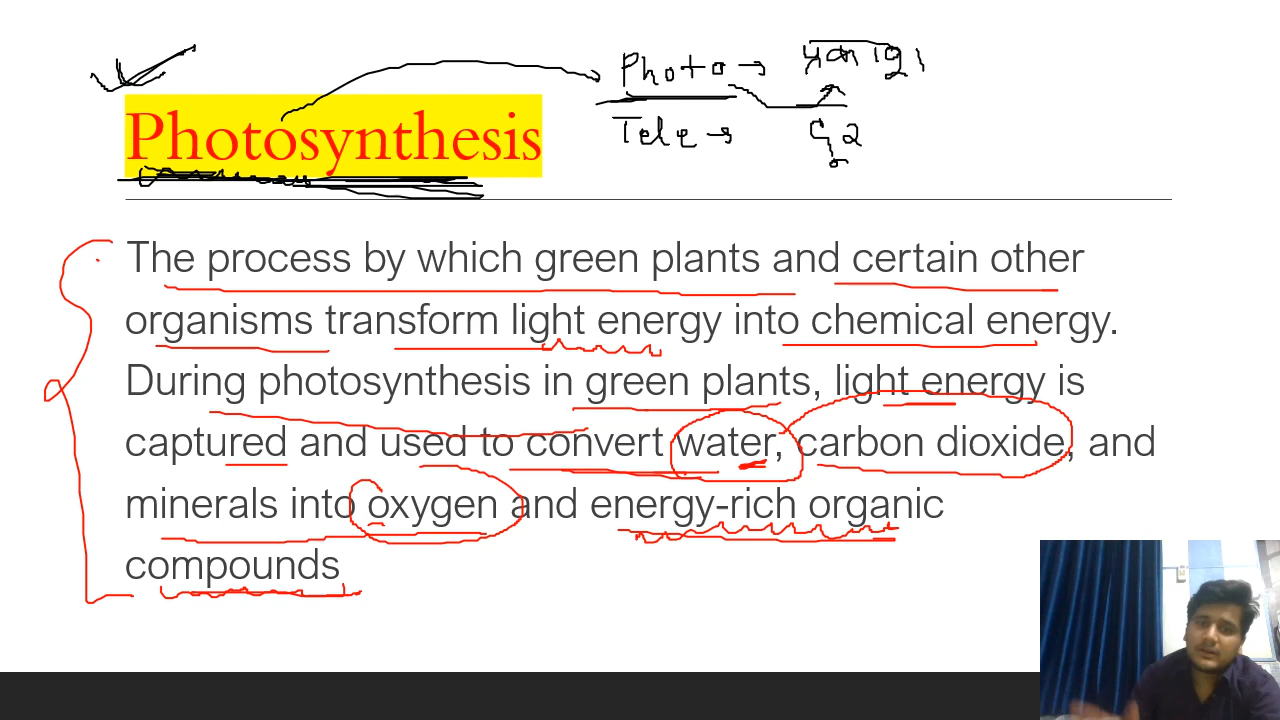 Photosynthesis
Photo →
Tele →
The process by which green plants and certain other
organisms transform light energy into chemical energy.
During photosynthesis in green plants, light energy is
captured and used to convert water, carbon dioxide, and
minerals into oxygen and energy-rich organic
compounds